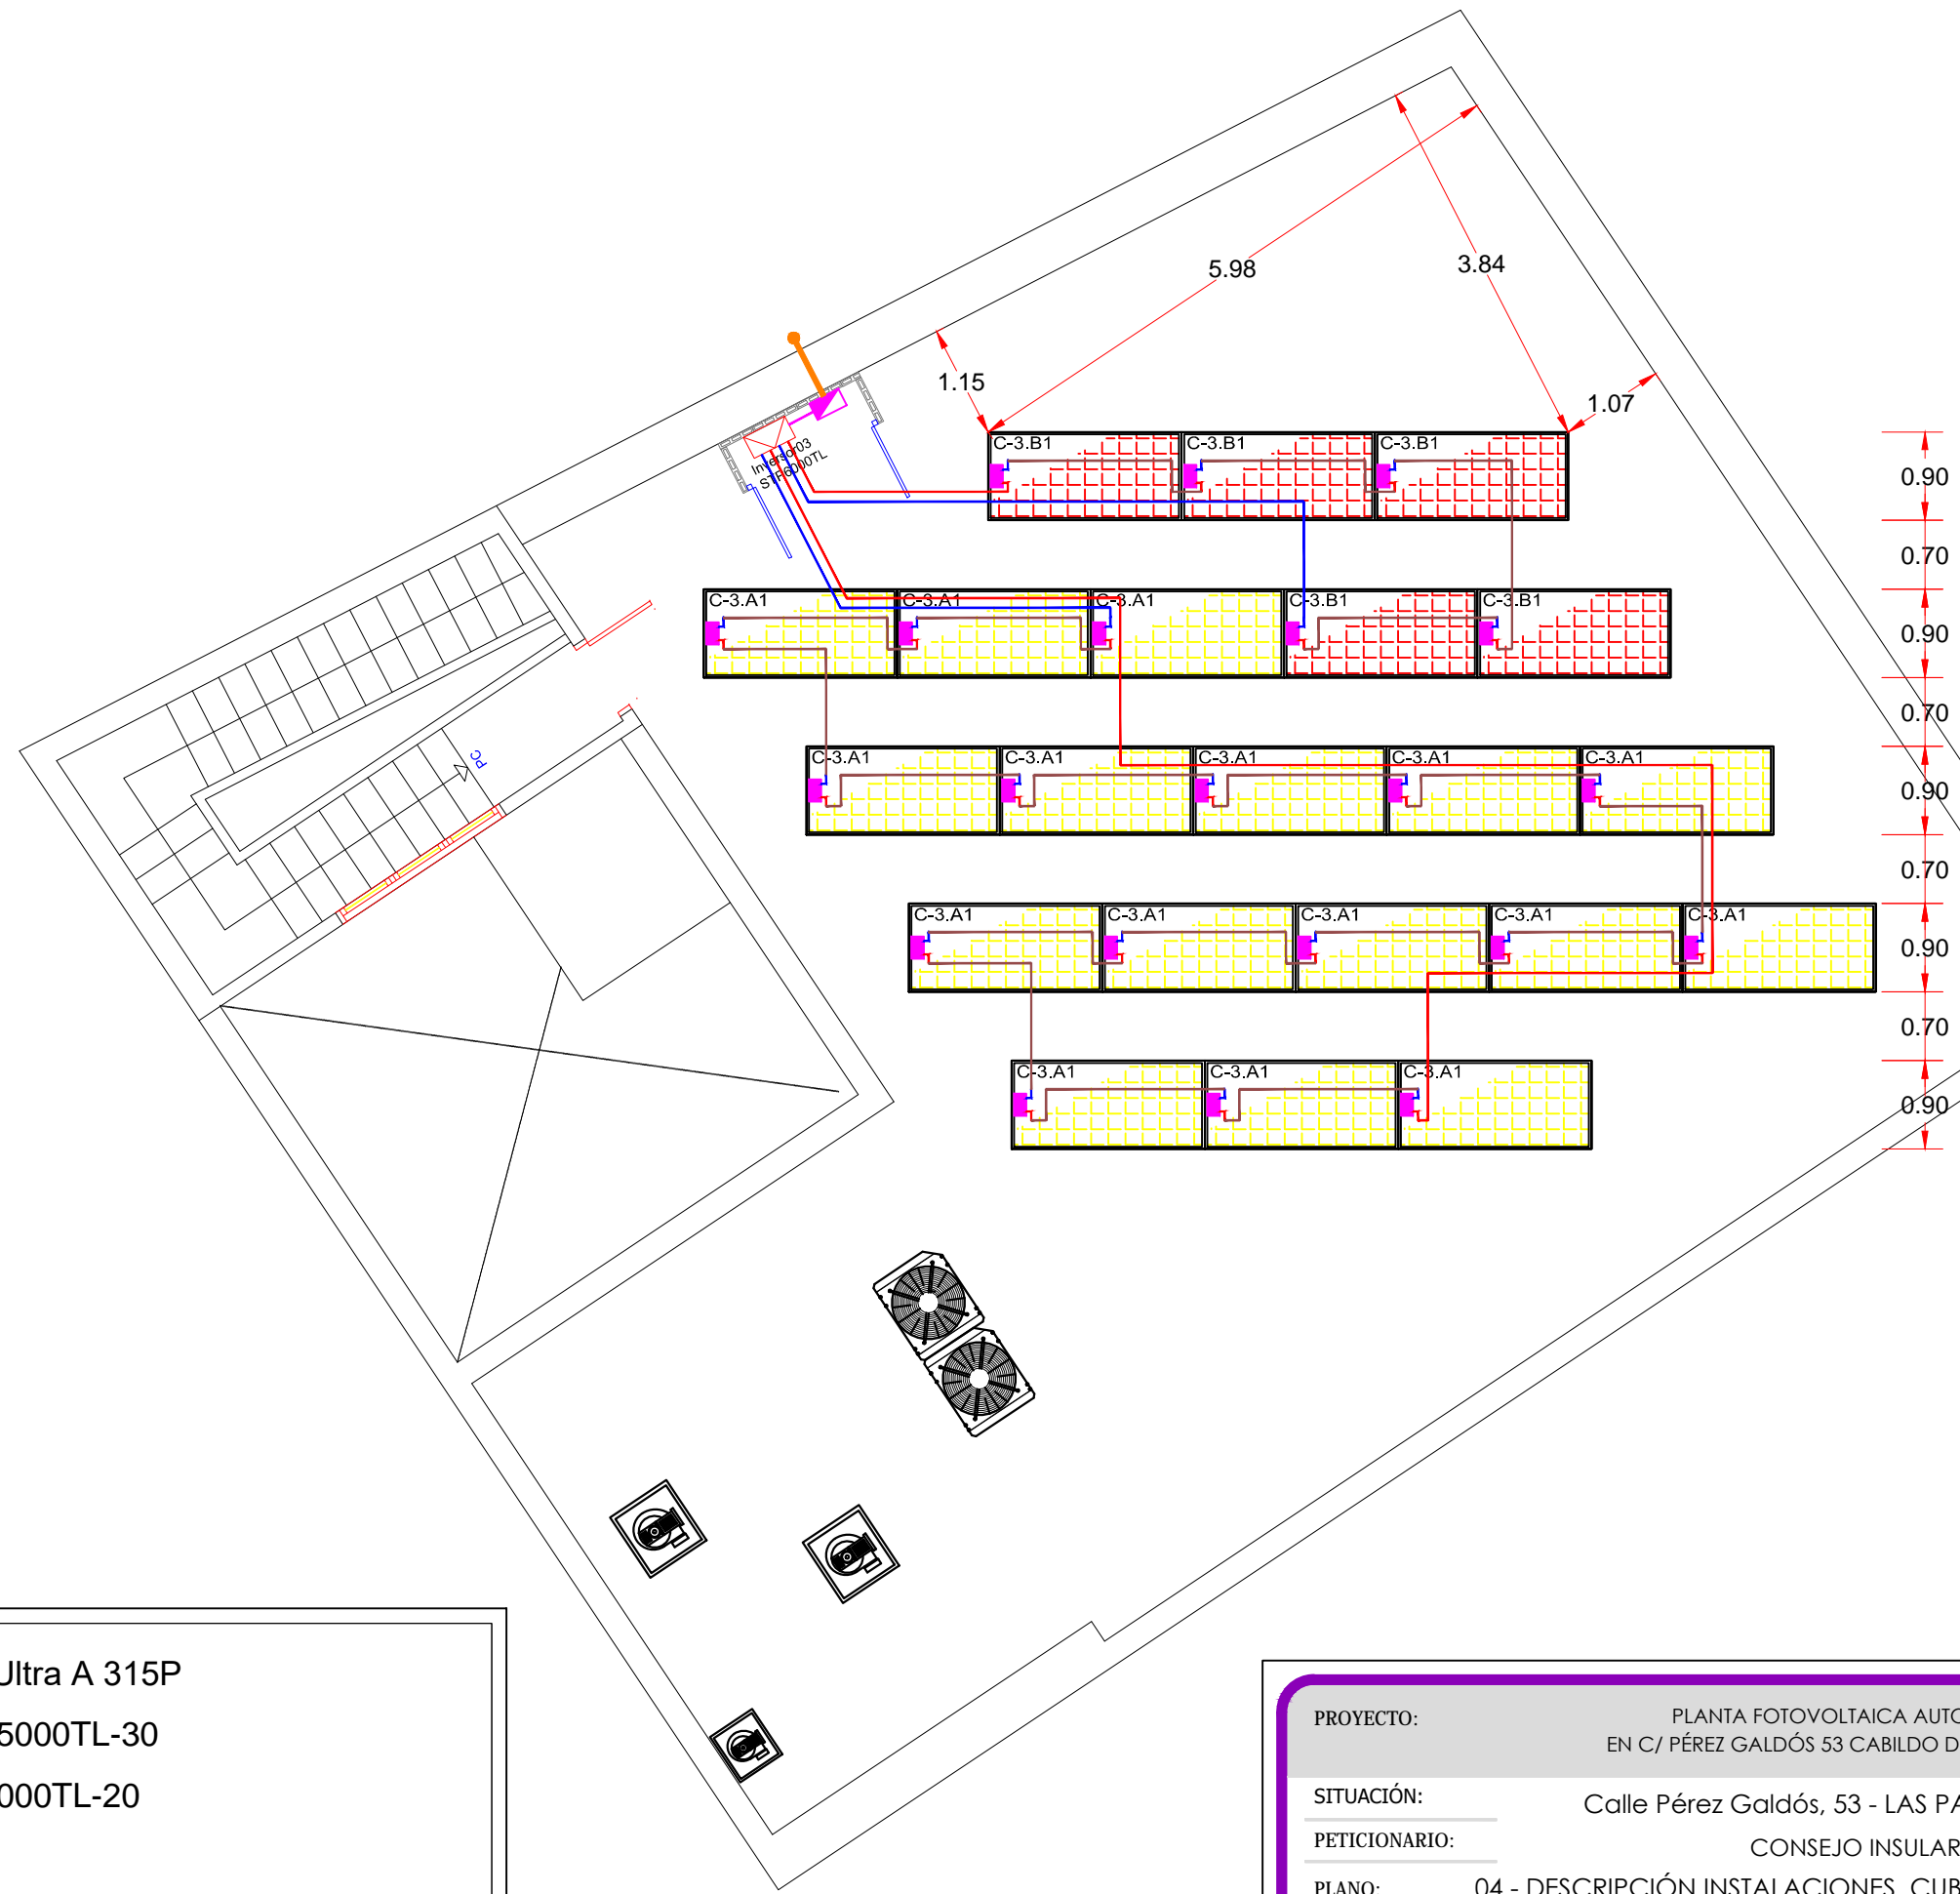 5.98
3.84
1.15
1.07
Inversor03
STP6000TL
C-3.B1 C-3.B1 C-3.B1
0.90
0.70
C-3.A1 C-3.A1 C-3.A1 C-3.B1 C-3.B1
0.90
0.70
PC
C-3.A1 C-3.A1 C-3.A1 C-3.A1 C-3.A1
0.90
0.70
C-3.A1 C-3.A1 C-3.A1 C-3.A1 C-3.A1
0.90
0.70
C-3.A1 C-3.A1 C-3.A1
0.90
Ultra A 315P
5000TL-30
000TL-20
PROYECTO:
PLANTA FOTOVOLTAICA AUTO
EN C/ PÉREZ GALDÓS 53 CABILDO D
SITUACIÓN:
Calle Pérez Galdós, 53 - LAS PA
PETICIONARIO:
CONSEJO INSULAR
PLANO:
04 - DESCRIPCIÓN INSTALACIONES. CUB